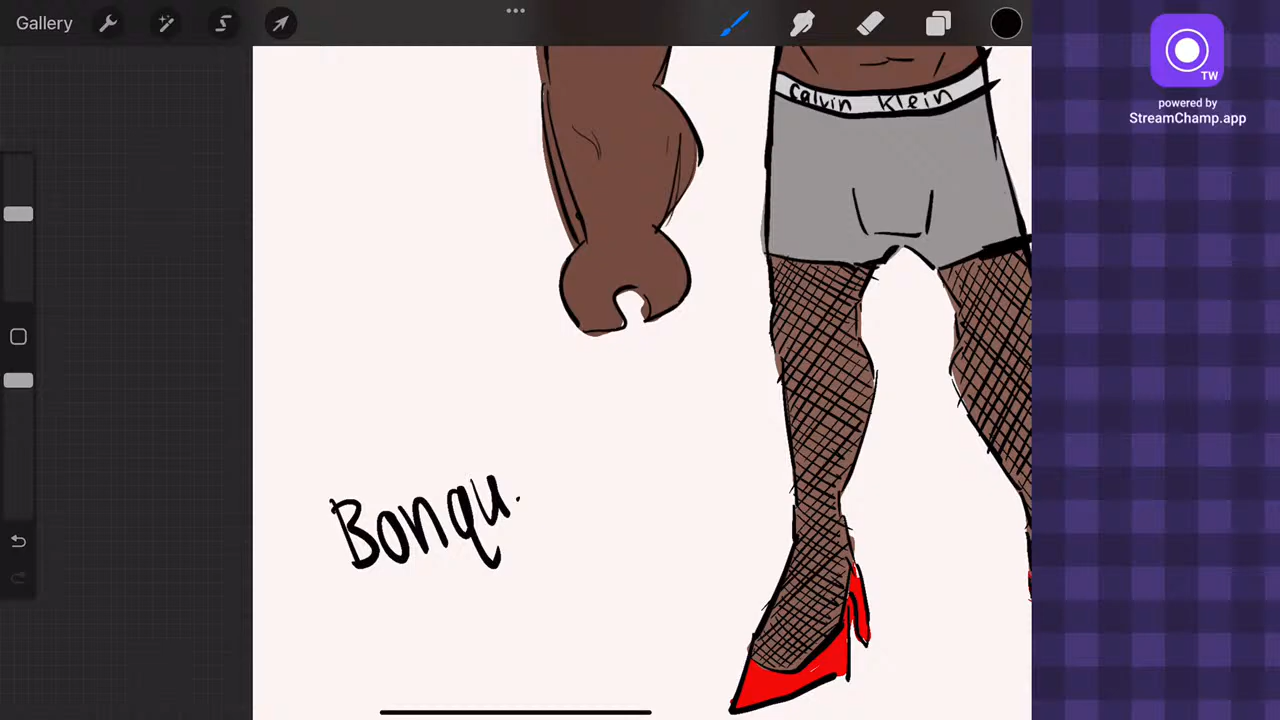 Gallery
TW
powered by
StreamChamp.app
calvin klein
Bonqu.